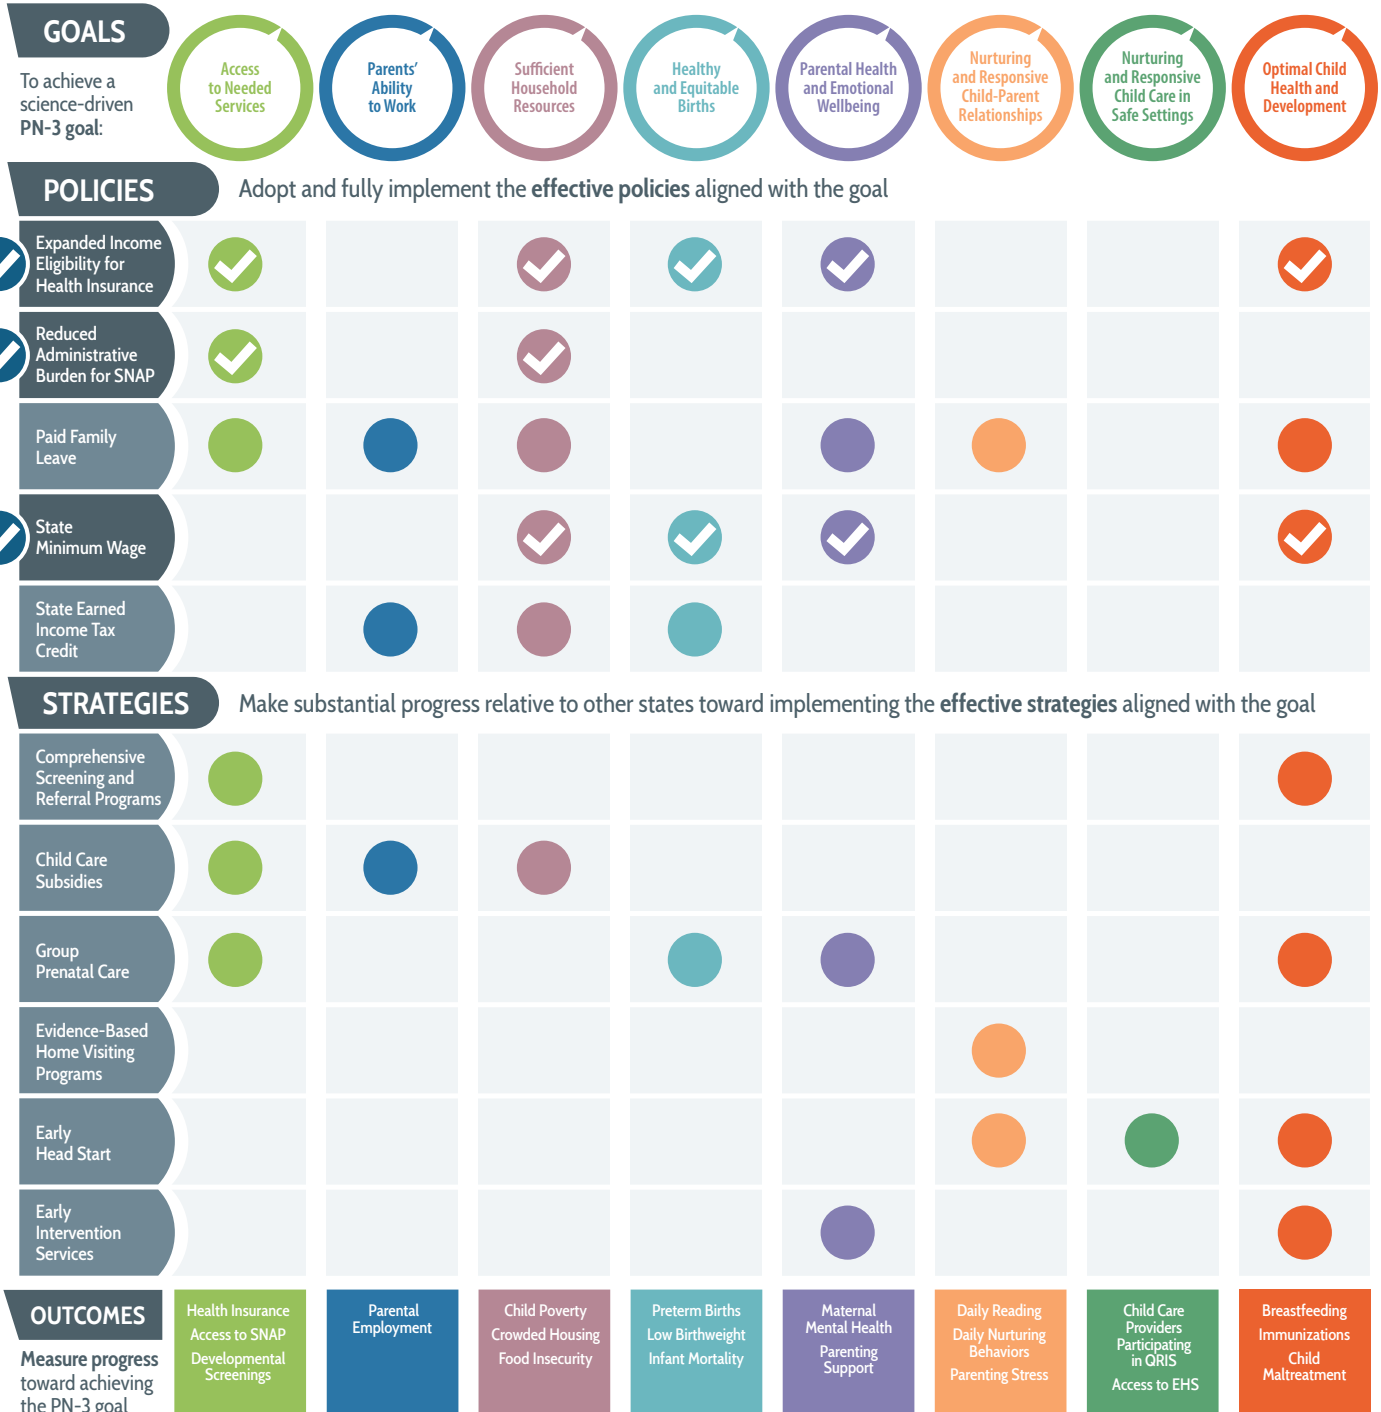 GOALS
To achieve a
science-driven
PN-3 goal:
Access
to Needed
Services
Parents'
Ability
to Work
Sufficient
Household
Resources
Healthy
and Equitable
Births
Parental Health
and Emotional
Wellbeing
Nurturing
and Responsive
Child-Parent
Relationships
Nurturing
and Responsive
Child Care in
Safe Settings
Optimal Child
Health and
Development
POLICIES
Adopt and fully implement the effective policies aligned with the goal
Expanded Income
Eligibility for
Health Insurance
Reduced
Administrative
Burden for SNAP
Paid Family
Leave
State
Minimum Wage
State Earned
Income Tax
Credit
STRATEGIES
Make substantial progress relative to other states toward implementing the effective strategies aligned with the goal
Comprehensive
Screening and
Referral Programs
Child Care
Subsidies
Group
Prenatal Care
Evidence-Based
Home Visiting
Programs
Early
Head Start
Early
Intervention
Services
OUTCOMES
Measure progress
toward achieving
the PN-3 goal
Health Insurance
Access to SNAP
Developmental
Screenings
Parental
Employment
Child Poverty
Crowded Housing
Food Insecurity
Preterm Births
Low Birthweight
Infant Mortality
Maternal
Mental Health
Parenting
Support
Daily Reading
Daily Nurturing
Behaviors
Parenting Stress
Child Care
Providers
Participating
in QRIS
Access to EHS
Breastfeeding
Immunizations
Child
Maltreatment